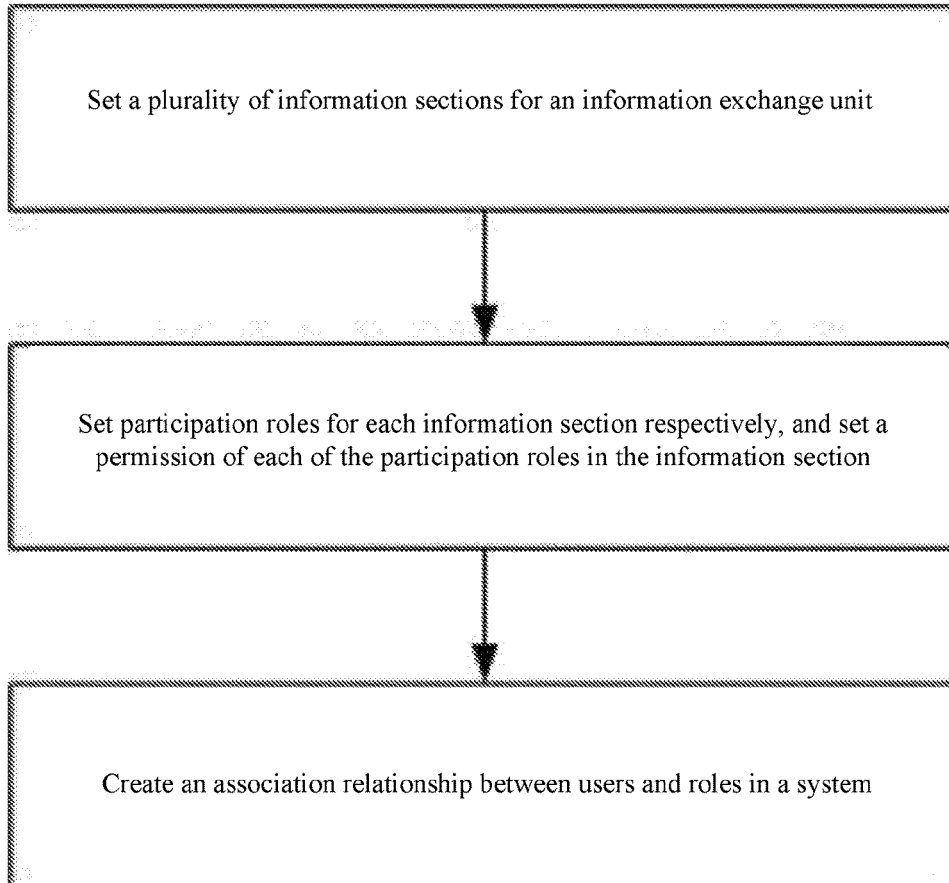 Set a plurality of information sections for an information exchange unit
Set participation roles for each information section respectively, and set a
permission of each of the participation roles in the information section
Create an association relationship between users and roles in a system